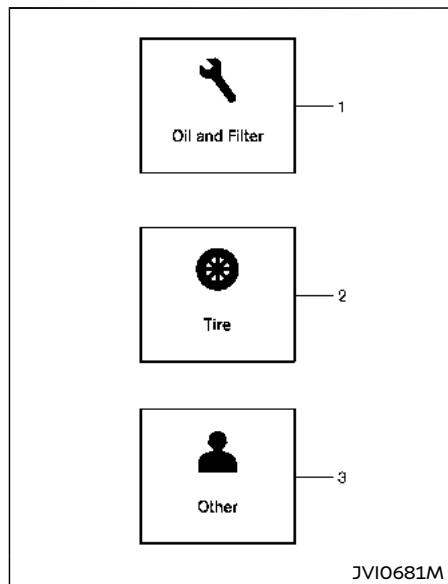 Oil and Filter
1
Tire
2
Other
3
JVI0681M